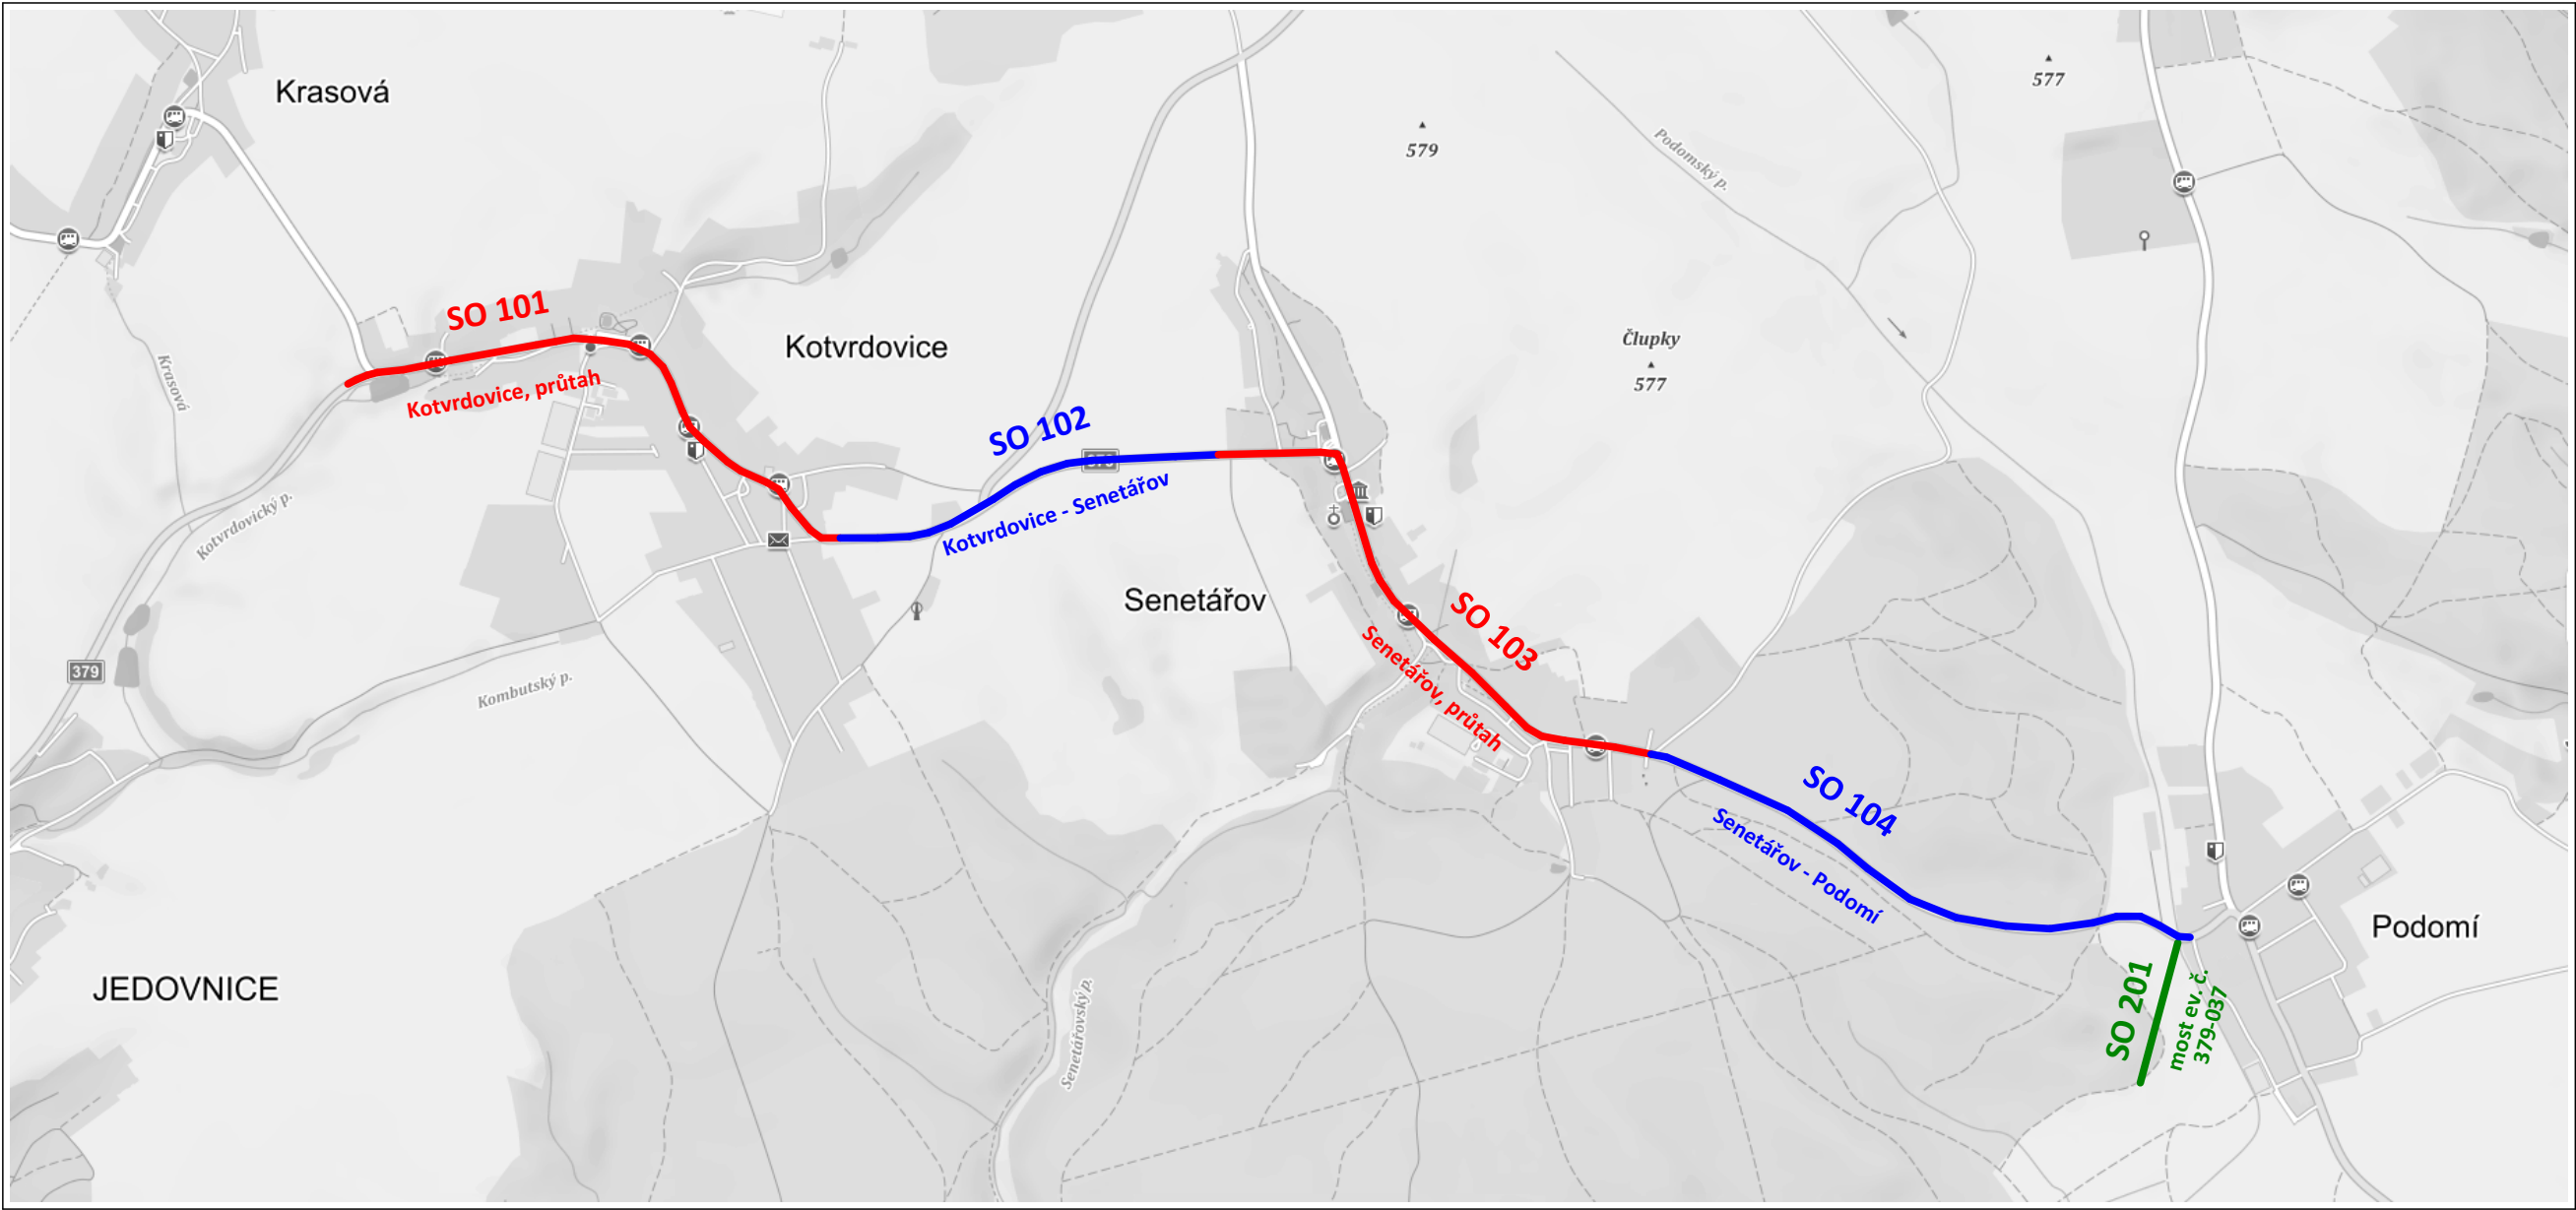 Krasová
577
579
Podomský p.
SO 101
Kotvrdovice
Člupky
577
Krasová
Kotvrdovice, průtah
SO 102
Kotvrdovický p.
Kotvrdovice - Senetářov
Senetářov
SO 103
379
Senetářov, průtah
Kombutský p.
SO 104
Senetářov - Podomí
Podomí
JEDOVNICE
SO 201
most ev. č.
379-037
Senetářovský p.